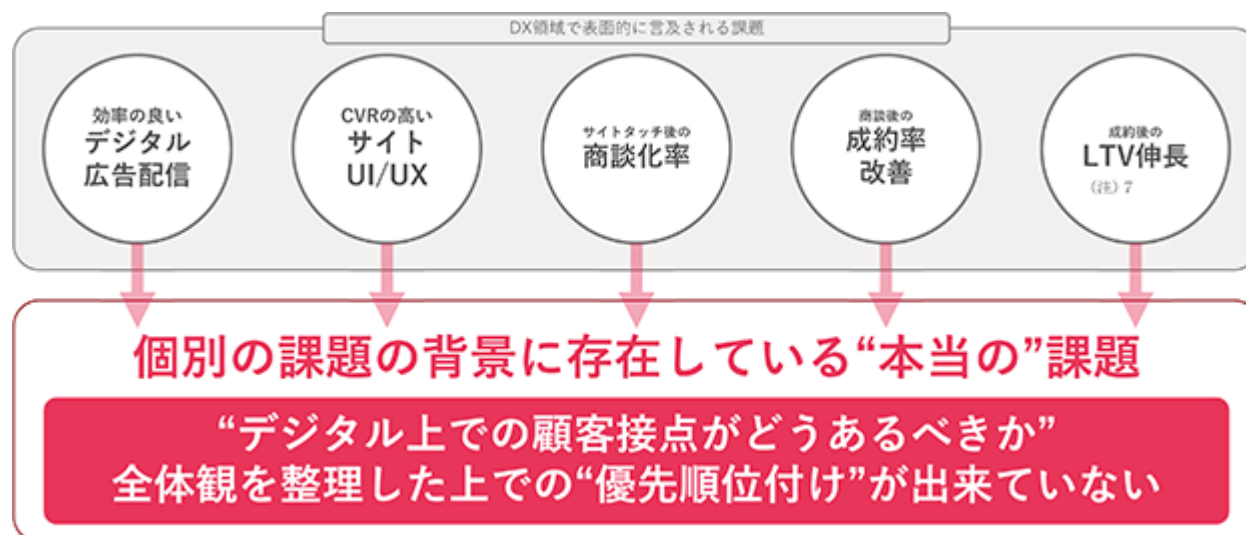 DX領域で表面的に言及される課題
効率の良い
デジタル
広告配信
CVRの高い
サイト
UI/UX
サイトタッチ後の
商談化率
商談後の
成約率
改善
成約後の
LTV伸長
(注) 7
個別の課題の背景に存在している“本当の”課題
“デジタル上での顧客接点がどうあるべきか”
全体観を整理した上での“優先順位付け”が出来ていない